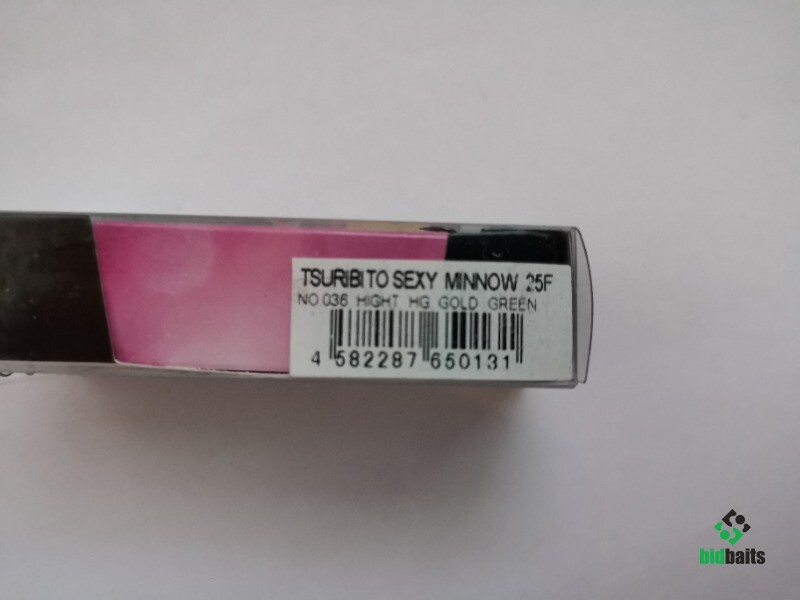 TSURIBITO SEXY MINNOW 25F
NO 036 HIGHT HG GOLD GREEN
4 582287 650131
bidbaits